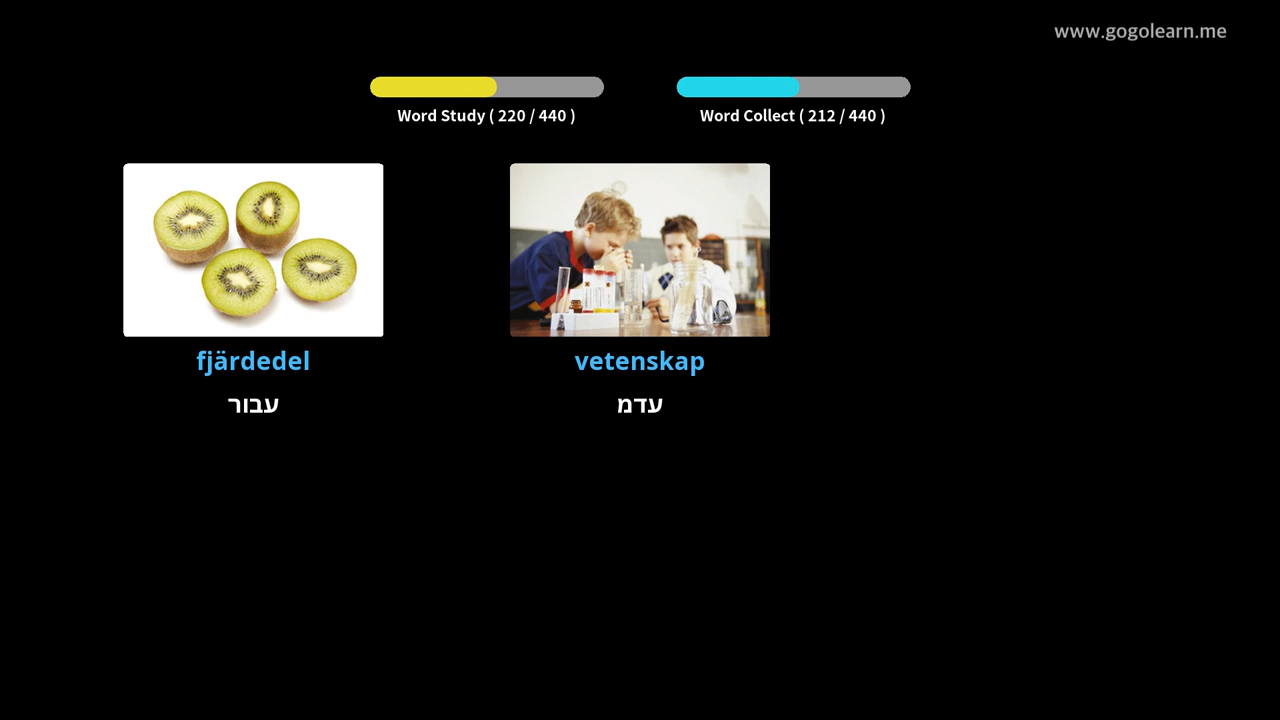 www.gogolearn.me
Word Study ( 220 / 440 )
Word Collect ( 212 / 440 )
fjärdedel
עבור
vetenskap
עדמ